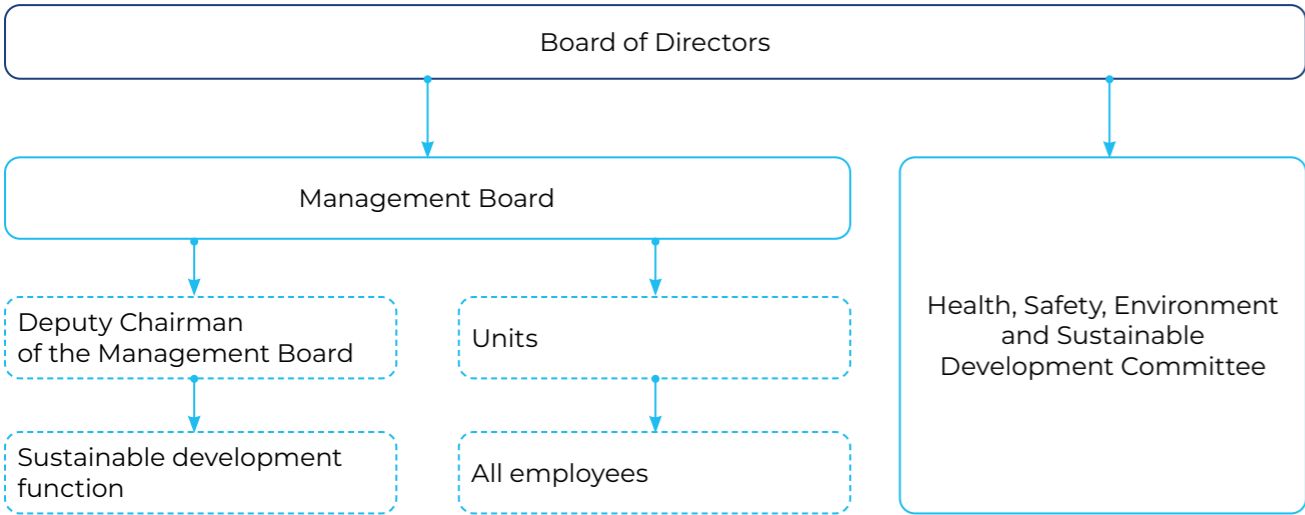 Board of Directors
Management Board
Deputy Chairman
of the Management Board
Units
Health, Safety, Environment
and Sustainable
Development Committee
Sustainable development
function
All employees